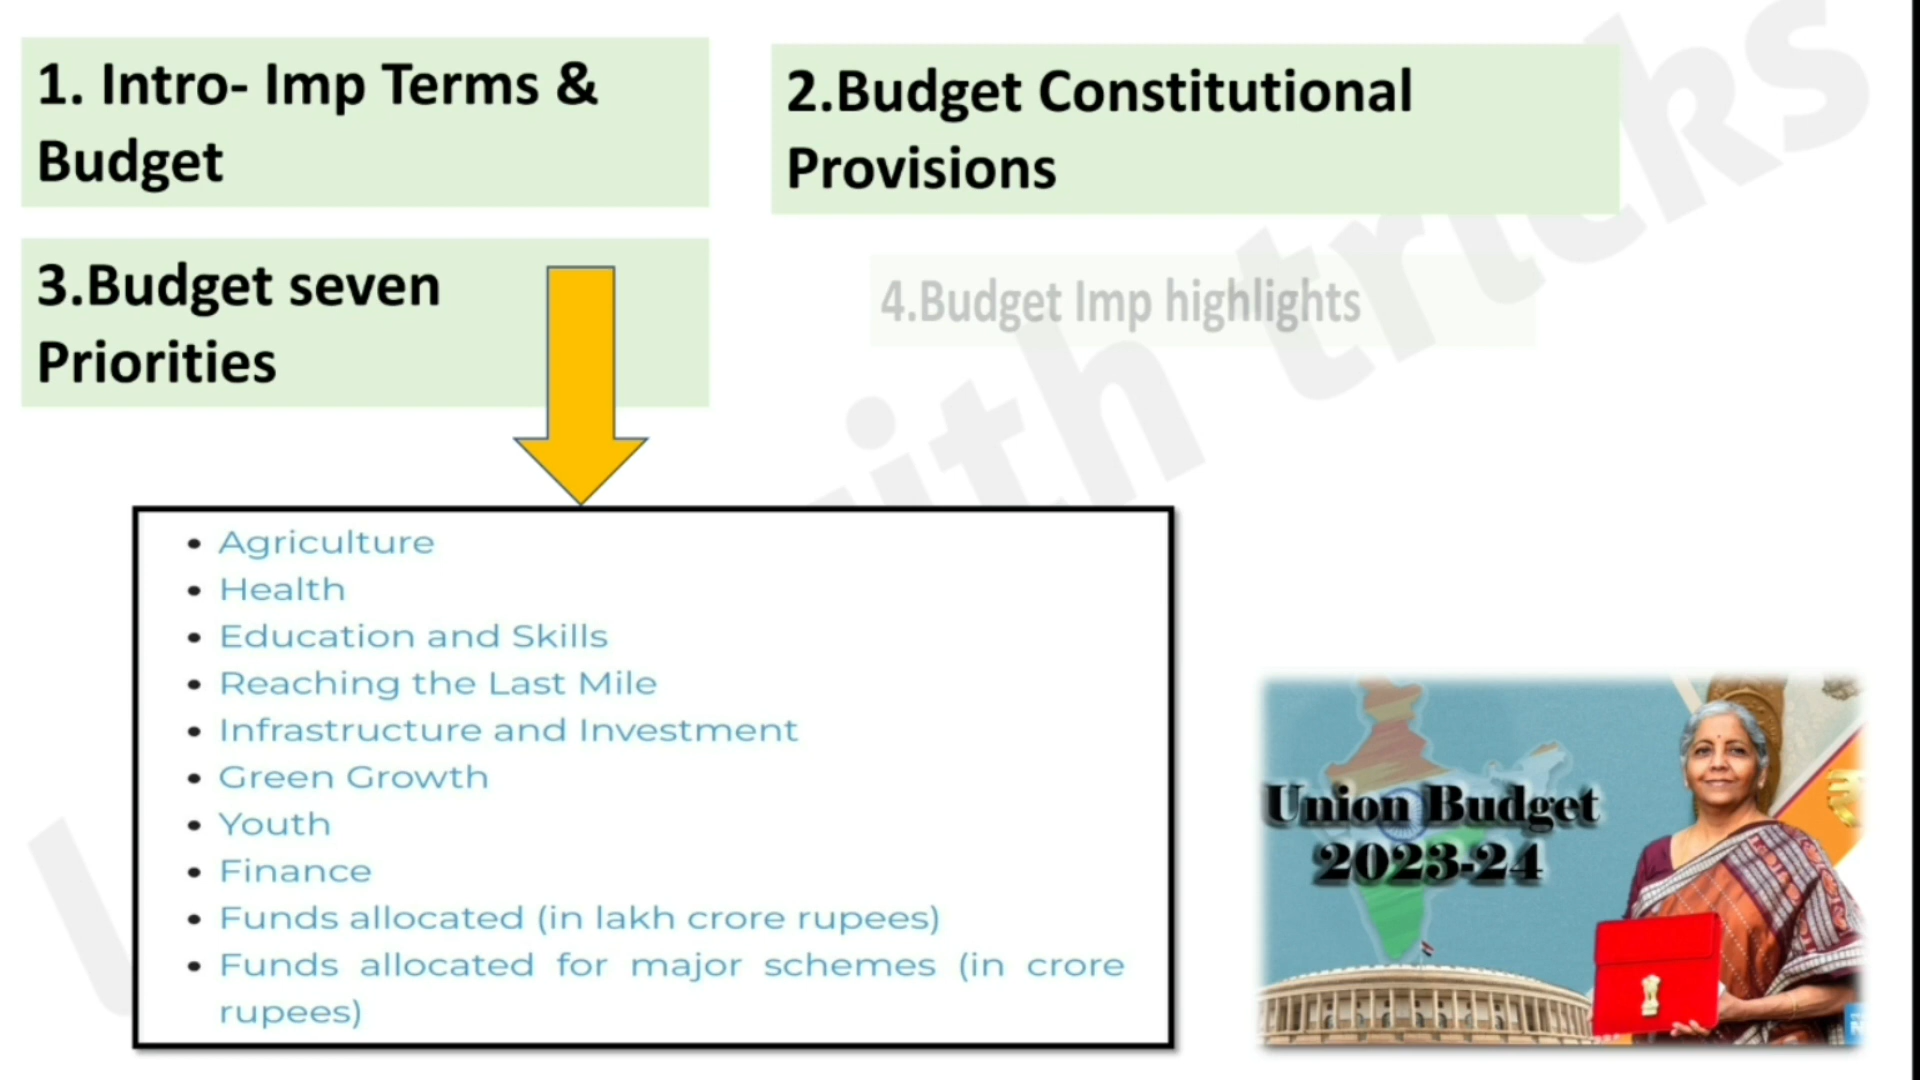 1. Intro- Imp Terms &
Budget
2.Budget Constitutional
Provisions
3.Budget seven
Priorities
4.Budget Imp highlights
• Agriculture
• Health
• Education and Skills
• Reaching the Last Mile
• Infrastructure and Investment
• Green Growth
• Youth
• Finance
• Funds allocated (in lakh crore rupees)
• Funds allocated for major schemes (in crore
rupees)
Union Budget
2023-24
with tricks